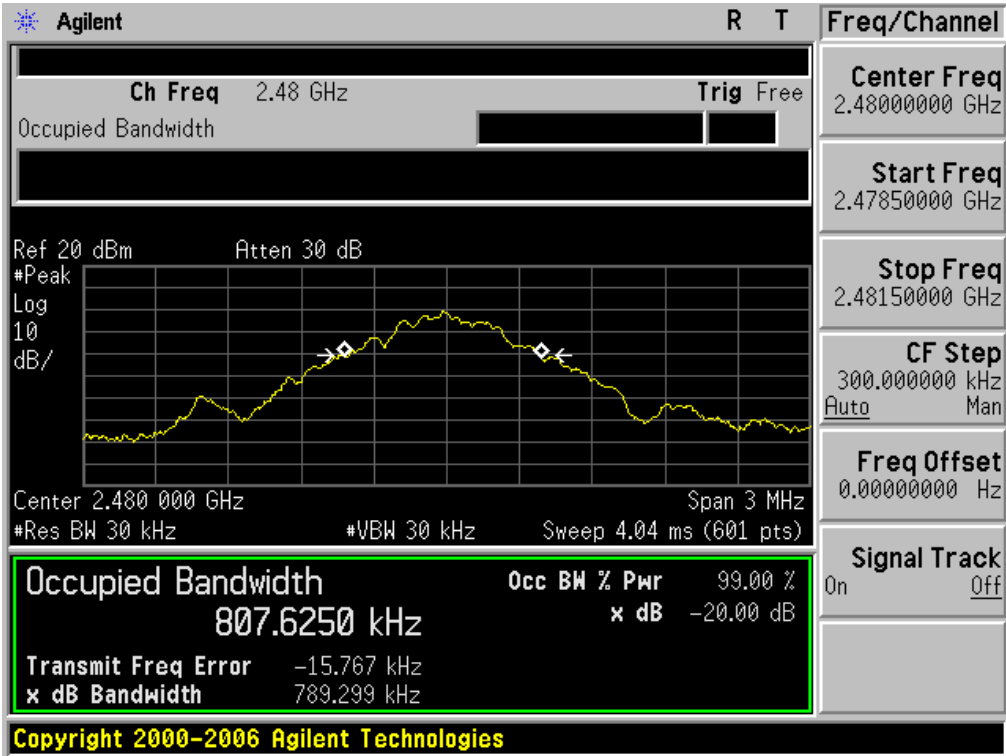 Agilent R T
Freq/Channel
Ch Freq 2.48 GHz Trig Free
Occupied Bandwidth
Center Freq
2.48000000 GHz
Start Freq
2.47850000 GHz
Stop Freq
2.48150000 GHz
CF Step
300.000000 kHz
Auto Man
Freq Offset
0.00000000 Hz
Signal Track
On Off
Ref 20 dBm Atten 30 dB
#Peak
Log
10
dB/
Center 2.480 000 GHz Span 3 MHz
#Res BW 30 kHz #VBW 30 kHz Sweep 4.04 ms (601 pts)
Occupied Bandwidth Occ BW % Pwr 99.00 %
807.6250 kHz x dB -20.00 dB
Transmit Freq Error -15.767 kHz
x dB Bandwidth 789.299 kHz
Copyright 2000-2006 Agilent Technologies